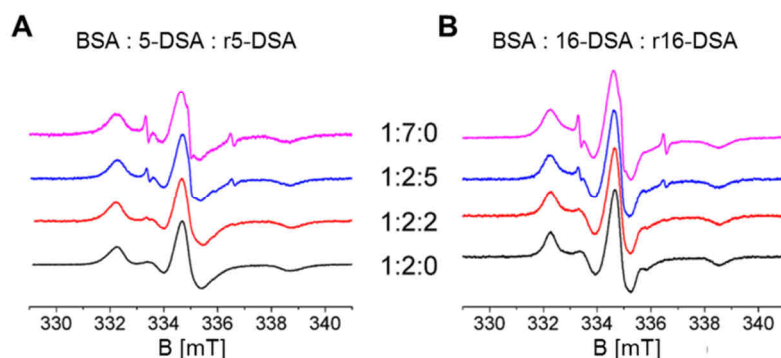 A
BSA : 5-DSA : r5-DSA
B
BSA : 16-DSA : r16-DSA
1:7:0
1:2:5
1:2:2
1:2:0
330 332 334 336 338 340
B [mT]
330 332 334 336 338 340
B [mT]